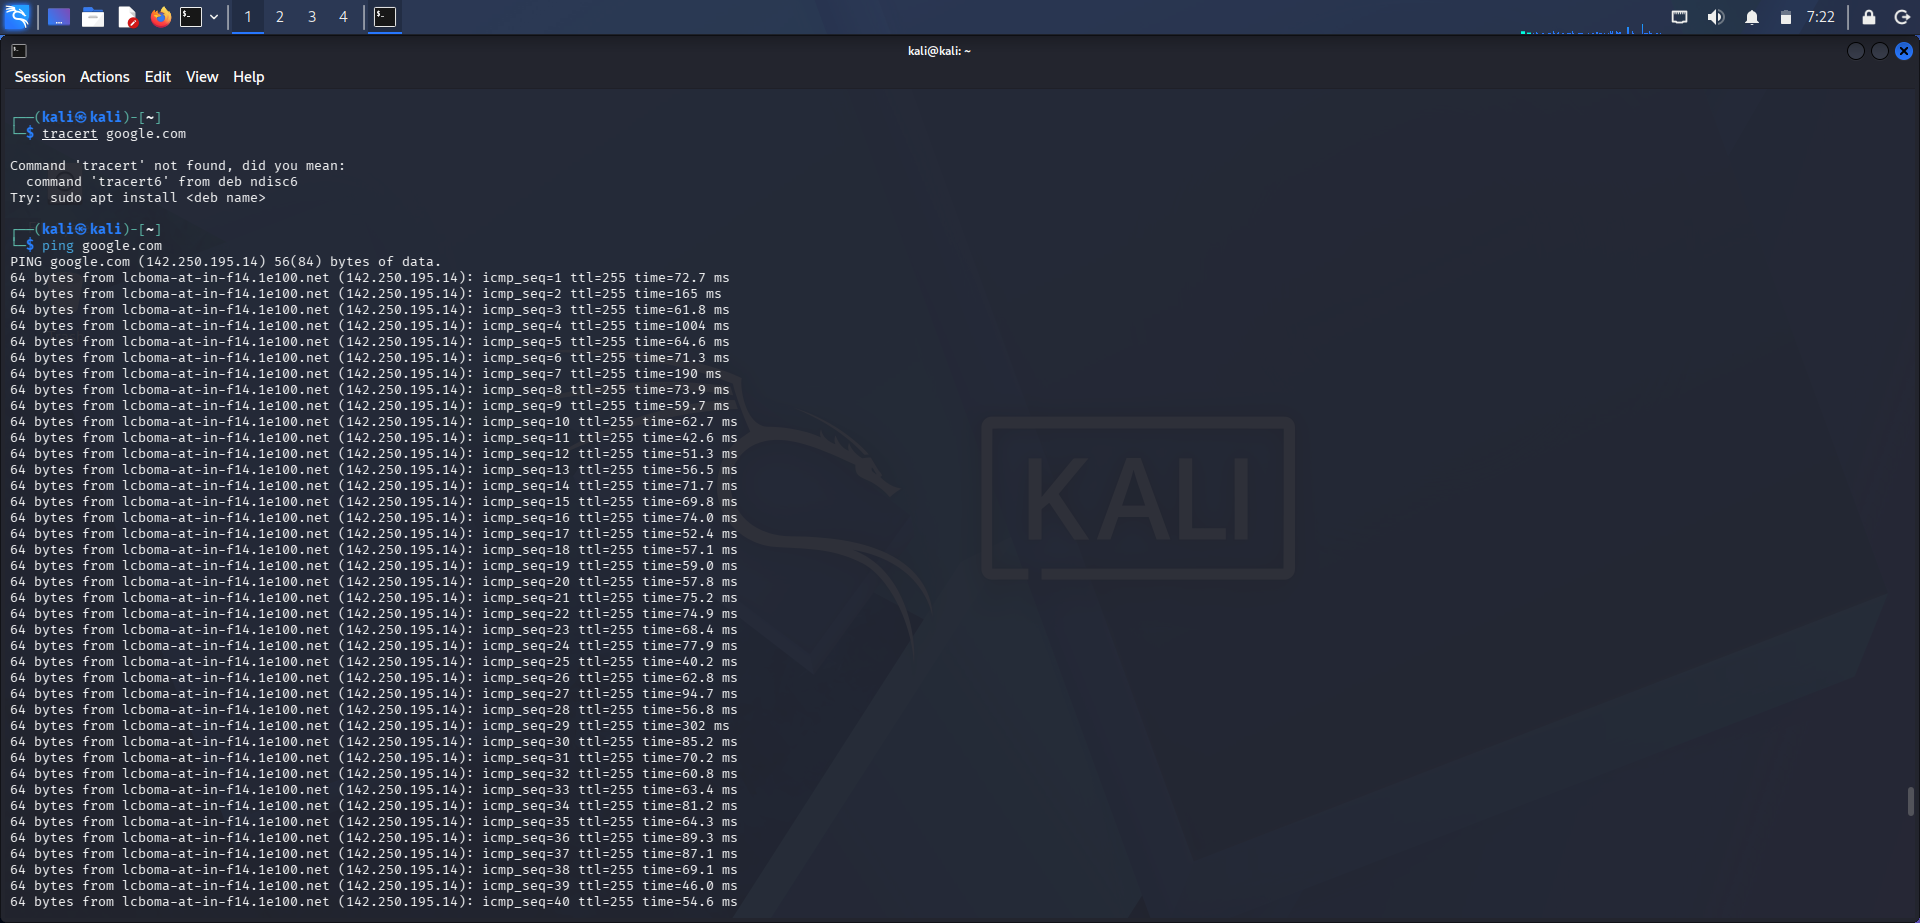 1 2 3 4 7:22
kali@kali: ~
Session Actions Edit View Help
┌──(kali㉿kali)-[~]
└─$ tracert google.com
Command 'tracert' not found, did you mean:
  command 'tracert6' from deb ndisc6
Try: sudo apt install <deb name>
┌──(kali㉿kali)-[~]
└─$ ping google.com
PING google.com (142.250.195.14) 56(84) bytes of data.
64 bytes from lcboma-at-in-f14.1e100.net (142.250.195.14): icmp_seq=1 ttl=255 time=72.7 ms
64 bytes from lcboma-at-in-f14.1e100.net (142.250.195.14): icmp_seq=2 ttl=255 time=165 ms
64 bytes from lcboma-at-in-f14.1e100.net (142.250.195.14): icmp_seq=3 ttl=255 time=61.8 ms
64 bytes from lcboma-at-in-f14.1e100.net (142.250.195.14): icmp_seq=4 ttl=255 time=1004 ms
64 bytes from lcboma-at-in-f14.1e100.net (142.250.195.14): icmp_seq=5 ttl=255 time=64.6 ms
64 bytes from lcboma-at-in-f14.1e100.net (142.250.195.14): icmp_seq=6 ttl=255 time=71.3 ms
64 bytes from lcboma-at-in-f14.1e100.net (142.250.195.14): icmp_seq=7 ttl=255 time=190 ms
64 bytes from lcboma-at-in-f14.1e100.net (142.250.195.14): icmp_seq=8 ttl=255 time=73.9 ms
64 bytes from lcboma-at-in-f14.1e100.net (142.250.195.14): icmp_seq=9 ttl=255 time=59.7 ms
64 bytes from lcboma-at-in-f14.1e100.net (142.250.195.14): icmp_seq=10 ttl=255 time=62.7 ms
64 bytes from lcboma-at-in-f14.1e100.net (142.250.195.14): icmp_seq=11 ttl=255 time=42.6 ms
64 bytes from lcboma-at-in-f14.1e100.net (142.250.195.14): icmp_seq=12 ttl=255 time=51.3 ms
64 bytes from lcboma-at-in-f14.1e100.net (142.250.195.14): icmp_seq=13 ttl=255 time=56.5 ms
64 bytes from lcboma-at-in-f14.1e100.net (142.250.195.14): icmp_seq=14 ttl=255 time=71.7 ms
64 bytes from lcboma-at-in-f14.1e100.net (142.250.195.14): icmp_seq=15 ttl=255 time=69.8 ms
64 bytes from lcboma-at-in-f14.1e100.net (142.250.195.14): icmp_seq=16 ttl=255 time=74.0 ms
64 bytes from lcboma-at-in-f14.1e100.net (142.250.195.14): icmp_seq=17 ttl=255 time=52.4 ms
64 bytes from lcboma-at-in-f14.1e100.net (142.250.195.14): icmp_seq=18 ttl=255 time=57.1 ms
64 bytes from lcboma-at-in-f14.1e100.net (142.250.195.14): icmp_seq=19 ttl=255 time=59.0 ms
64 bytes from lcboma-at-in-f14.1e100.net (142.250.195.14): icmp_seq=20 ttl=255 time=57.8 ms
64 bytes from lcboma-at-in-f14.1e100.net (142.250.195.14): icmp_seq=21 ttl=255 time=75.2 ms
64 bytes from lcboma-at-in-f14.1e100.net (142.250.195.14): icmp_seq=22 ttl=255 time=74.9 ms
64 bytes from lcboma-at-in-f14.1e100.net (142.250.195.14): icmp_seq=23 ttl=255 time=68.4 ms
64 bytes from lcboma-at-in-f14.1e100.net (142.250.195.14): icmp_seq=24 ttl=255 time=77.9 ms
64 bytes from lcboma-at-in-f14.1e100.net (142.250.195.14): icmp_seq=25 ttl=255 time=40.2 ms
64 bytes from lcboma-at-in-f14.1e100.net (142.250.195.14): icmp_seq=26 ttl=255 time=62.8 ms
64 bytes from lcboma-at-in-f14.1e100.net (142.250.195.14): icmp_seq=27 ttl=255 time=94.7 ms
64 bytes from lcboma-at-in-f14.1e100.net (142.250.195.14): icmp_seq=28 ttl=255 time=56.8 ms
64 bytes from lcboma-at-in-f14.1e100.net (142.250.195.14): icmp_seq=29 ttl=255 time=302 ms
64 bytes from lcboma-at-in-f14.1e100.net (142.250.195.14): icmp_seq=30 ttl=255 time=85.2 ms
64 bytes from lcboma-at-in-f14.1e100.net (142.250.195.14): icmp_seq=31 ttl=255 time=70.2 ms
64 bytes from lcboma-at-in-f14.1e100.net (142.250.195.14): icmp_seq=32 ttl=255 time=60.8 ms
64 bytes from lcboma-at-in-f14.1e100.net (142.250.195.14): icmp_seq=33 ttl=255 time=63.4 ms
64 bytes from lcboma-at-in-f14.1e100.net (142.250.195.14): icmp_seq=34 ttl=255 time=81.2 ms
64 bytes from lcboma-at-in-f14.1e100.net (142.250.195.14): icmp_seq=35 ttl=255 time=64.3 ms
64 bytes from lcboma-at-in-f14.1e100.net (142.250.195.14): icmp_seq=36 ttl=255 time=89.3 ms
64 bytes from lcboma-at-in-f14.1e100.net (142.250.195.14): icmp_seq=37 ttl=255 time=87.1 ms
64 bytes from lcboma-at-in-f14.1e100.net (142.250.195.14): icmp_seq=38 ttl=255 time=69.1 ms
64 bytes from lcboma-at-in-f14.1e100.net (142.250.195.14): icmp_seq=39 ttl=255 time=46.0 ms
64 bytes from lcboma-at-in-f14.1e100.net (142.250.195.14): icmp_seq=40 ttl=255 time=54.6 ms
KALI